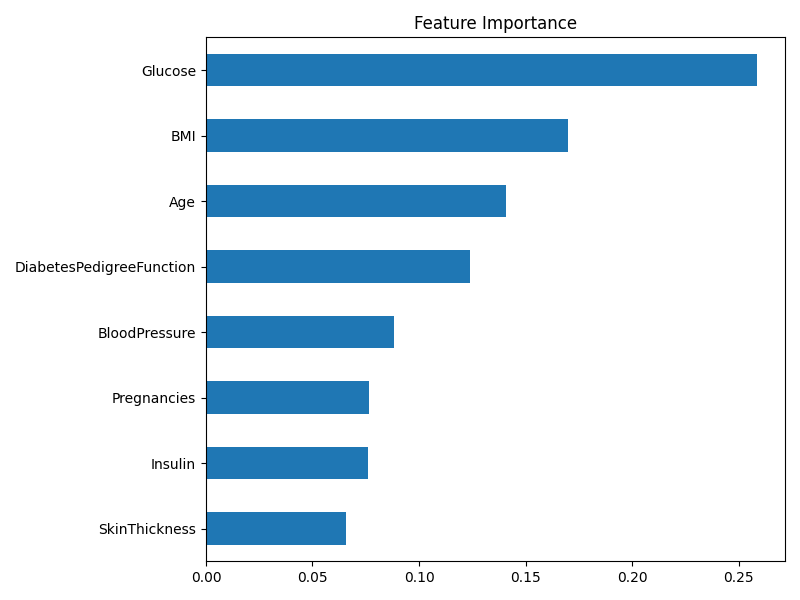 Feature Importance
Glucose
BMI
Age
DiabetesPedigreeFunction
BloodPressure
Pregnancies
Insulin
SkinThickness
0.00 0.05 0.10 0.15 0.20 0.25